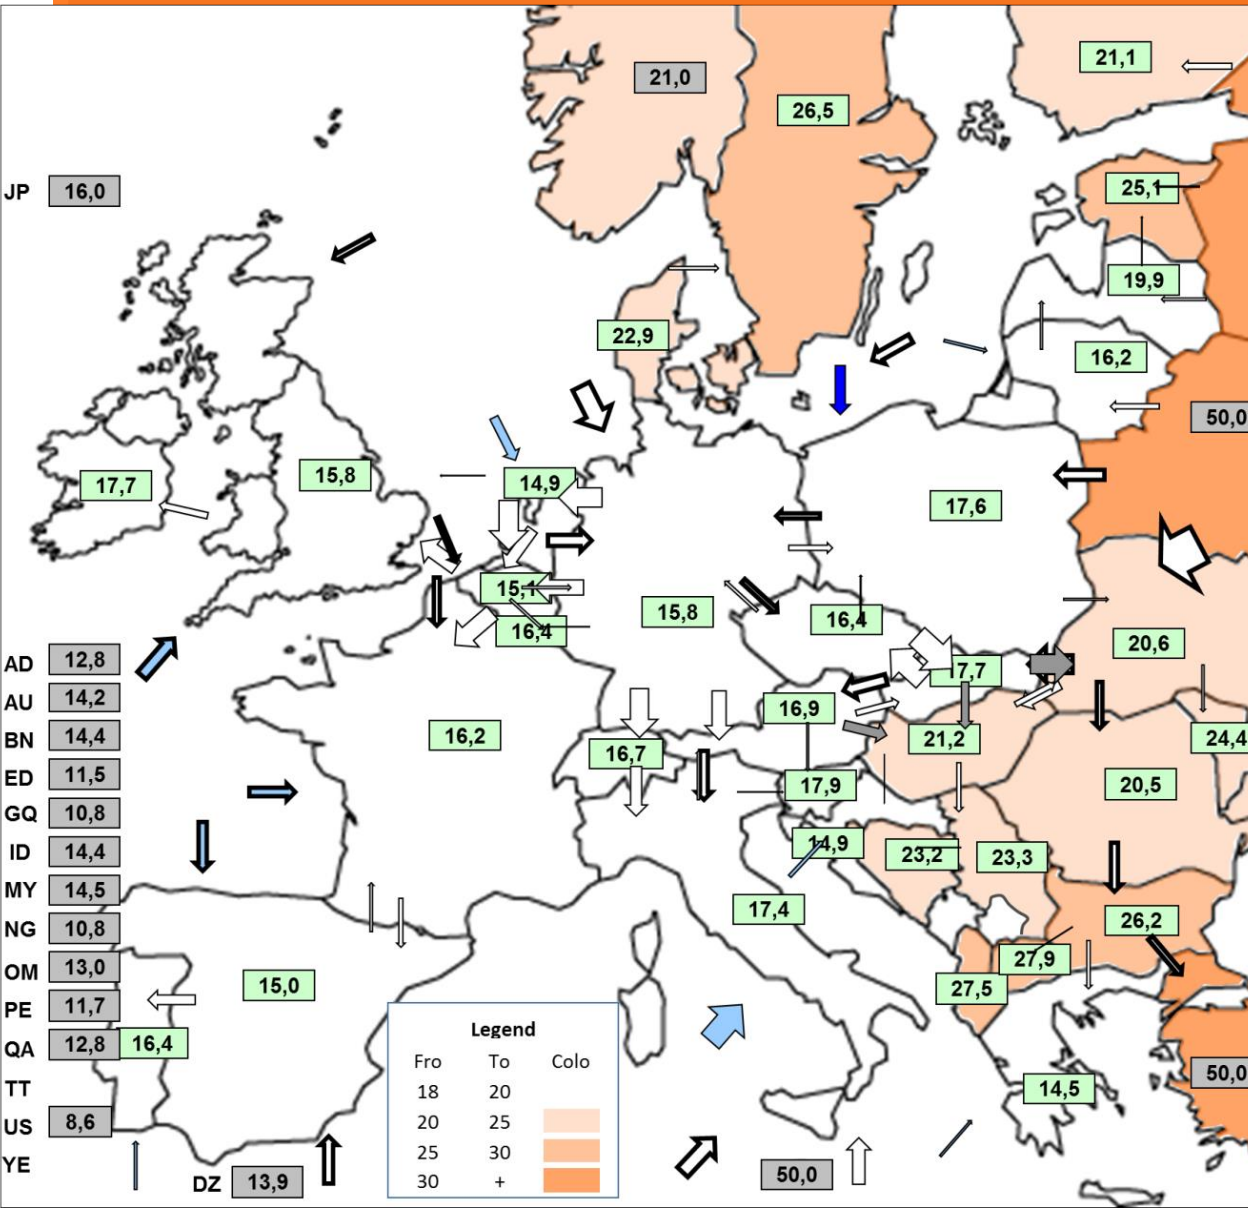 21,1
21,0
26,5
JP 16,0
25,1
19,9
22,9
16,2
50,0
17,7
15,8
14,9
17,6
15,1
16,4
15,8
16,4
20,6
AD 12,8
17,7
AU 14,2
16,9
BN 14,4
16,2
21,2
24,4
16,7
ED 11,5
17,9
20,5
GQ 10,8
ID 14,4
14,9
23,2
23,3
MY 14,5
17,4
NG 10,8
26,2
OM 13,0
27,9
15,0
27,5
PE 11,7
QA 12,8
16,4
50,0
TT
14,5
US 8,6
YE
DZ 13,9
50,0
Legend
Fro To Colo
18 20
20 25
25 30
30 +